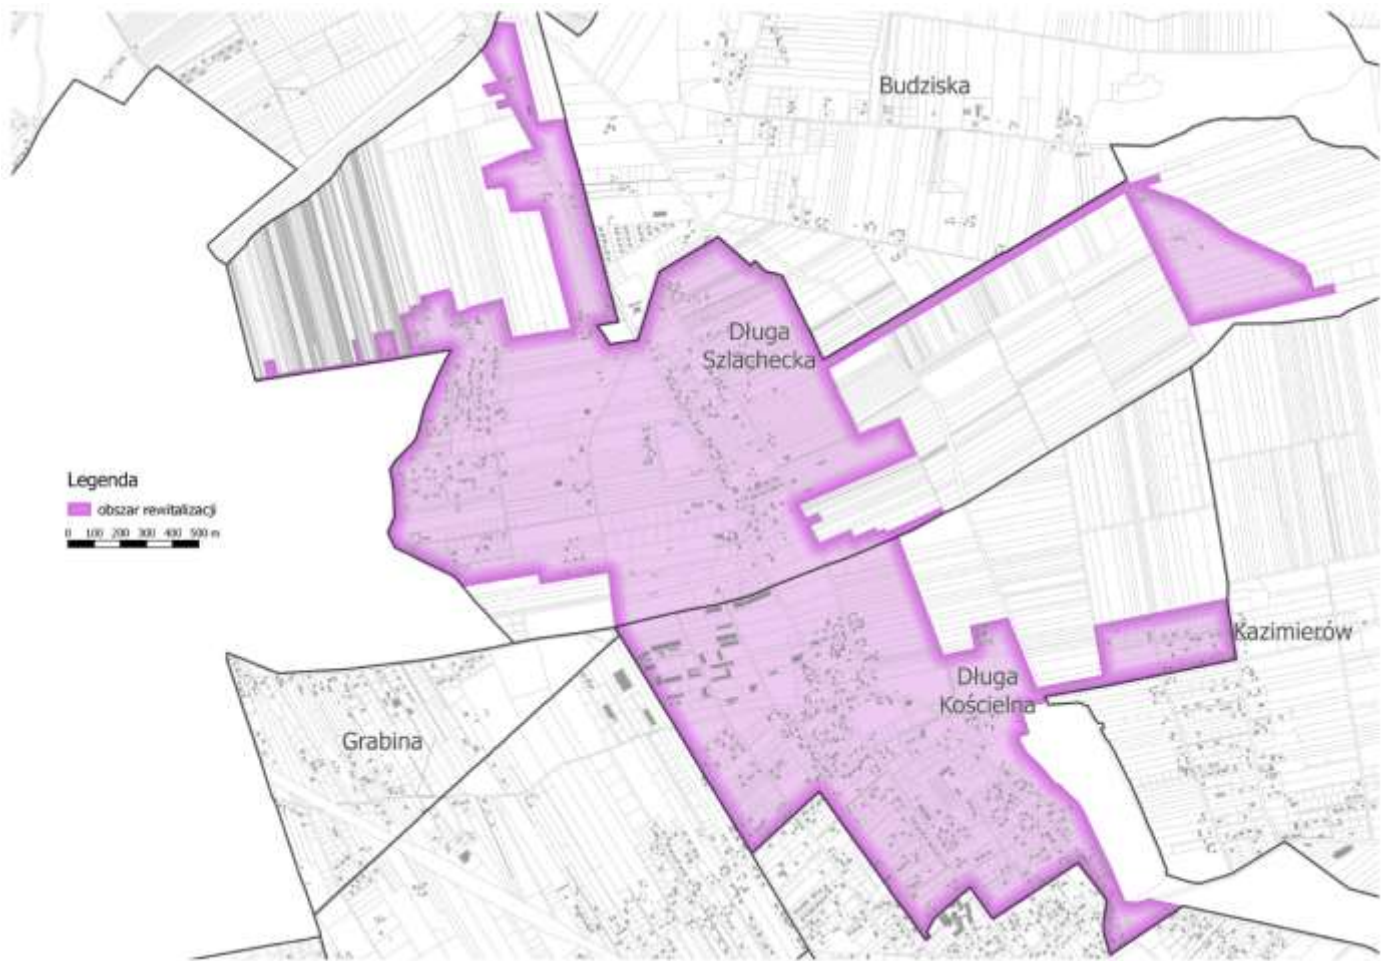 Budziska
Długa
Szlachecka
Legenda
obszar rewitalizacji
0 100 200 300 400 500 m
Kazimierów
Długa
Kościelna
Grabina